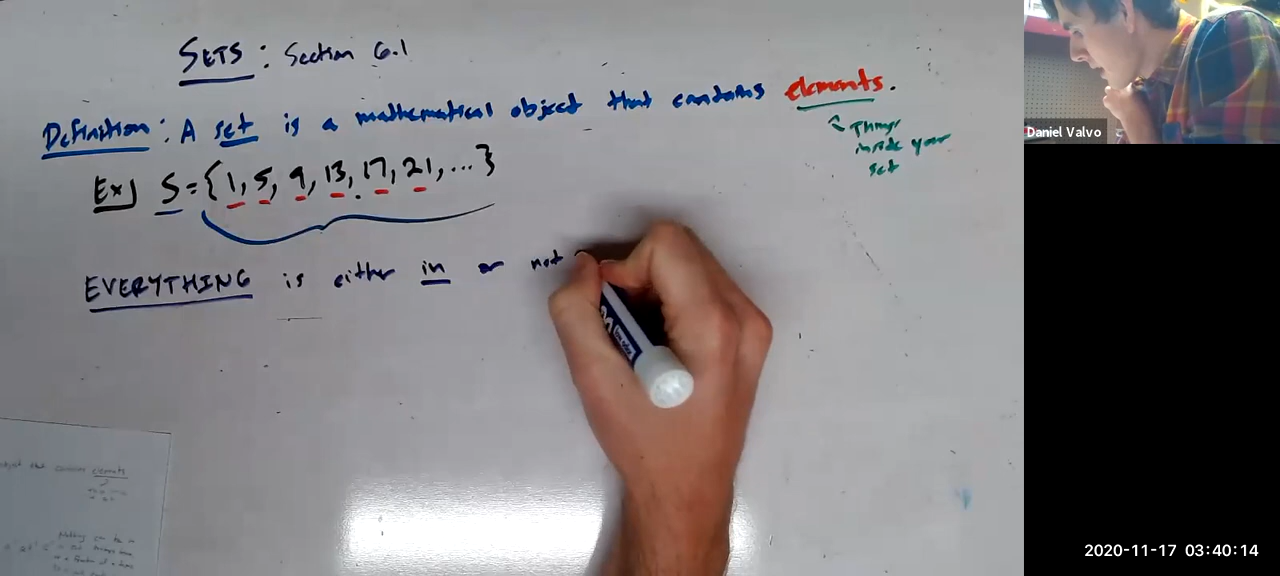 SETS : Section 6.1
Definition: A set is a mathematical object that contains elements.
Things
inside your
set
Ex] S = {1, 5, 9, 13, 17, 21, ...}
EVERYTHING is either in or not
Daniel Valvo
elements
2020-11-17 03:40:14